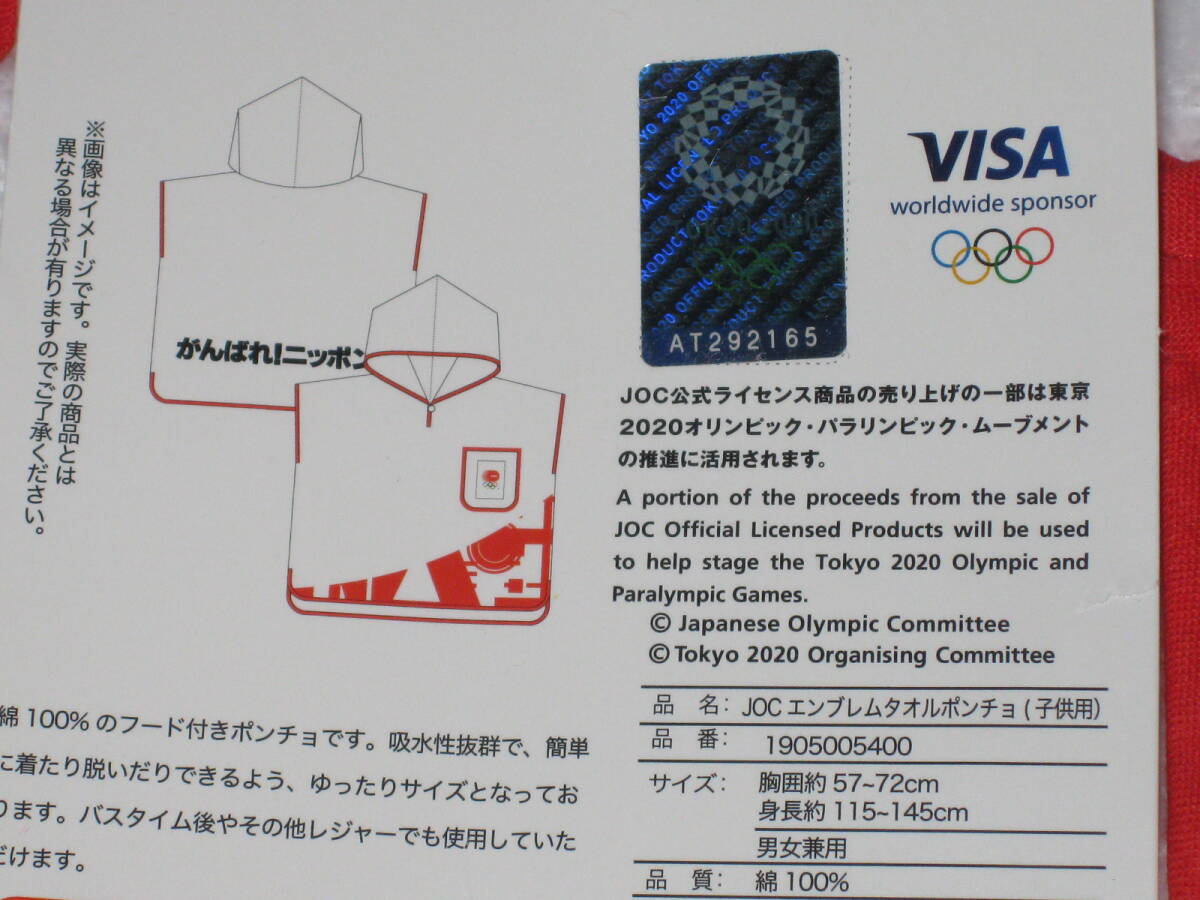 ※画像はイメージです。実際の商品とは
異なる場合が有りますのでご了承ください。
がんばれ!ニッポン
AT292165
VISA
worldwide sponsor
JOC公式ライセンス商品の売り上げの一部は東京
2020オリンピック・パラリンピック・ムーブメント
の推進に活用されます。
A portion of the proceeds from the sale of
JOC Official Licensed Products will be used
to help stage the Tokyo 2020 Olympic and
Paralympic Games.
© Japanese Olympic Committee
© Tokyo 2020 Organising Committee
品 名: JOC エンブレムタオルポンチョ ( 子供用)
品 番: 1905005400
サイズ: 胸囲約 57~72cm
身長約 115~145cm
男女兼用
品 質: 綿 100%
綿 100% のフード付きポンチョです。吸水性抜群で、簡単
に着たり脱いだりできるよう、ゆったりサイズとなってお
ります。バスタイム後やその他レジャーでも使用していた
だけます。